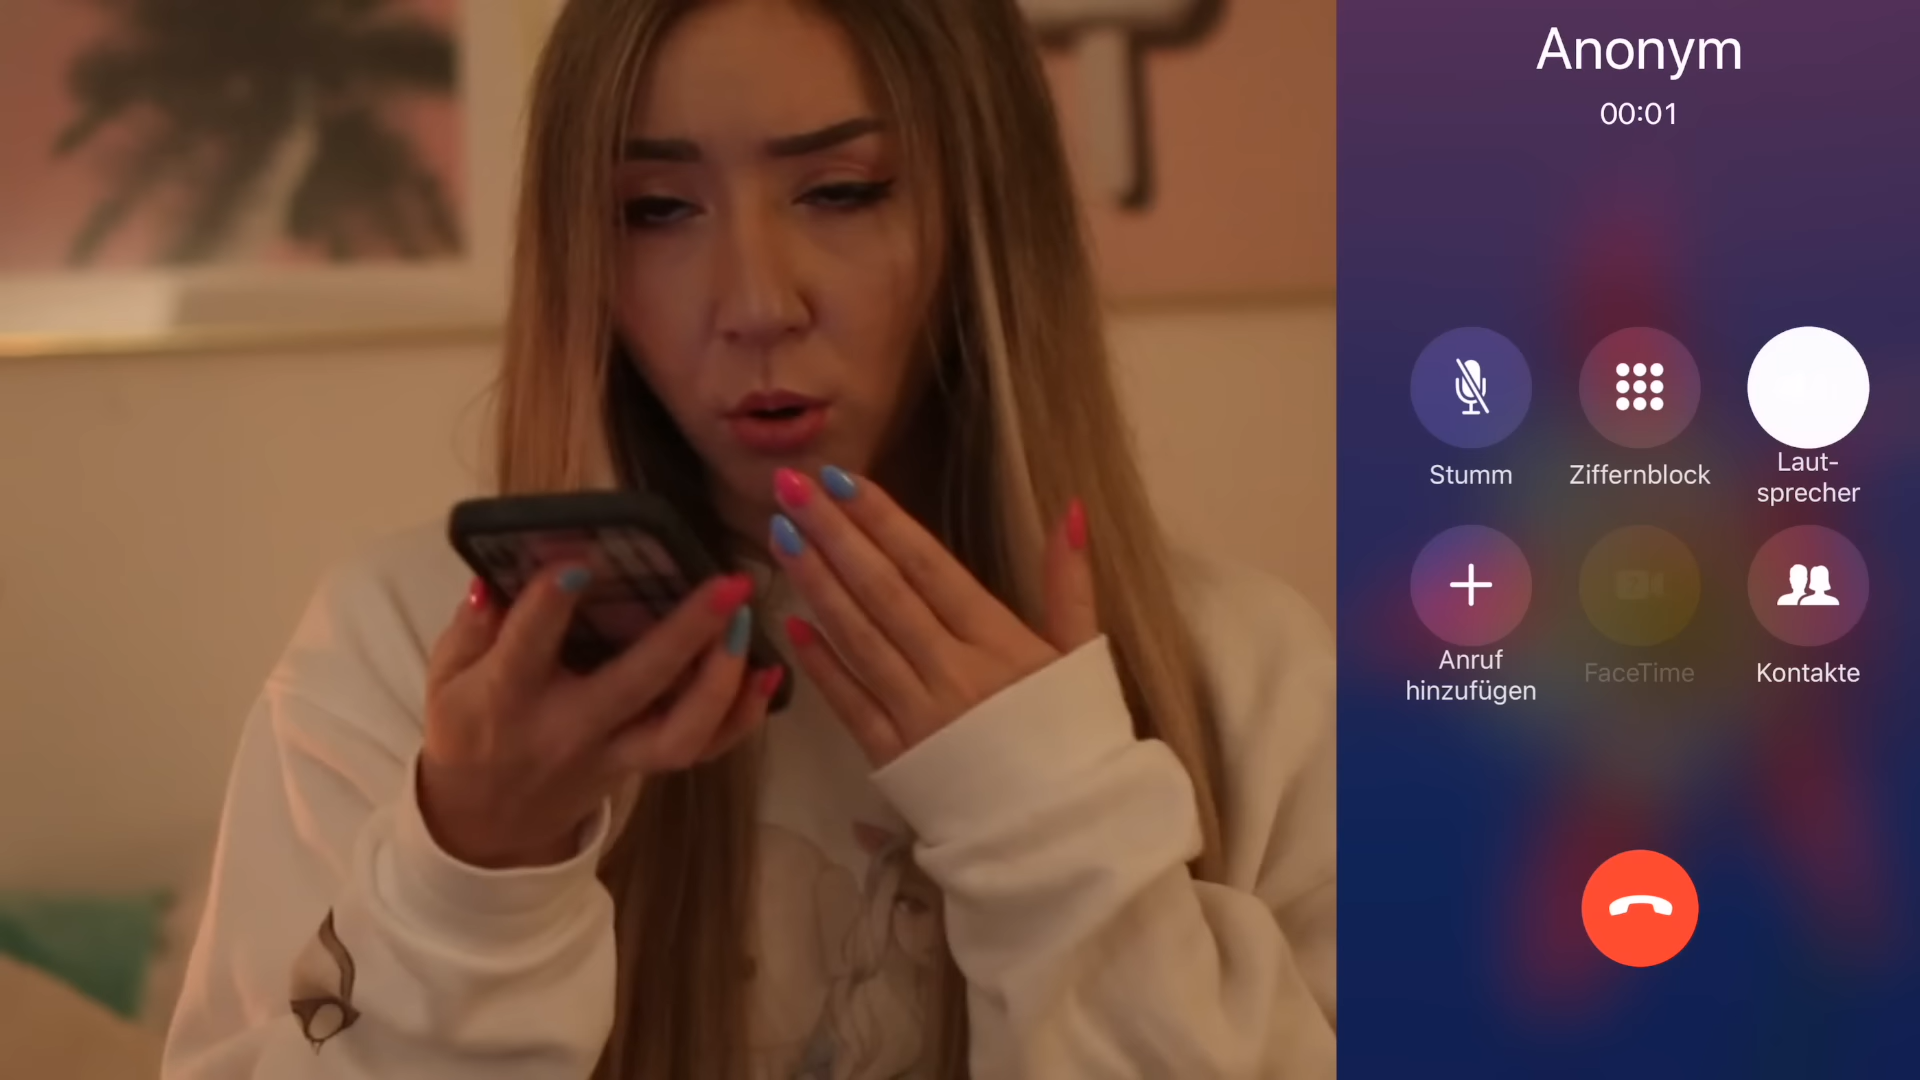 Anonym
00:01
Stumm
Ziffernblock
Laut-
sprecher
Anruf
hinzufügen
FaceTime
Kontakte